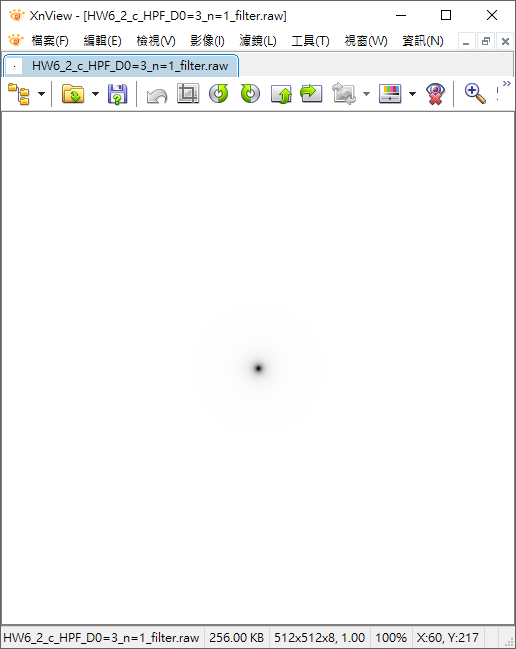 XnView - [HW6_2_c_HPF_D0=3_n=1_filter.raw]
檔案(F) 編輯(E) 檢視(V) 影像(I) 濾鏡(L) 工具(T) 視窗(W) 資訊(N)
HW6_2_c_HPF_D0=3_n=1_filter.raw
HW6_2_c_HPF_D0=3_n=1_filter.raw 256.00 KB 512x512x8, 1.00 100% X:60, Y:217